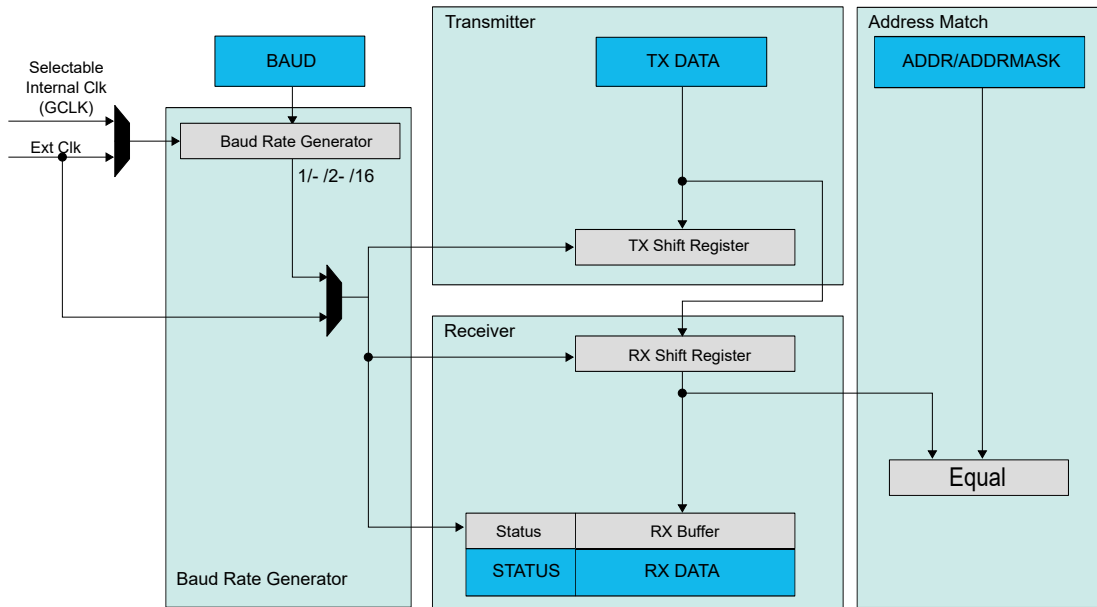 Transmitter
Address Match
BAUD
TX DATA
ADDR/ADDRMASK
Selectable
Internal Clk
(GCLK)
Ext Clk
Baud Rate Generator
1/- /2- /16
TX Shift Register
Receiver
RX Shift Register
Equal
Status
RX Buffer
STATUS
RX DATA
Baud Rate Generator